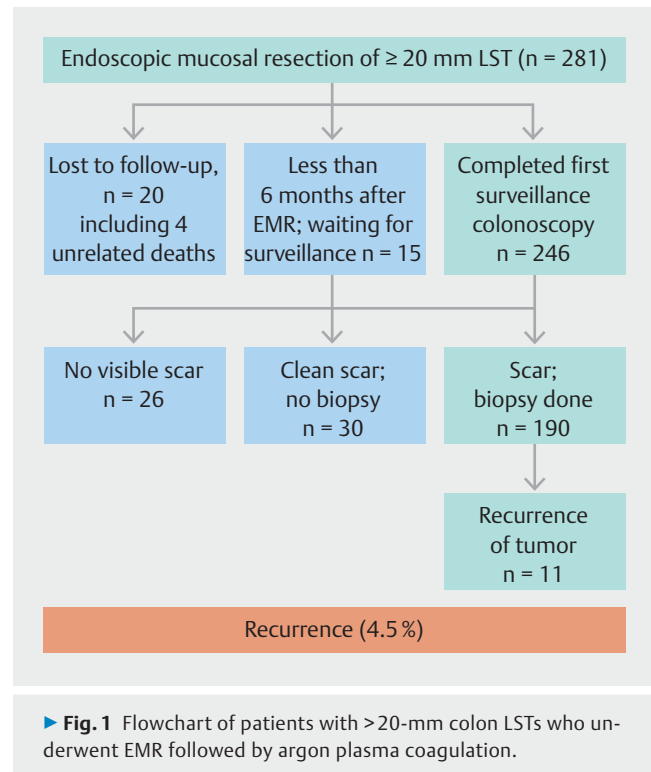 Endoscopic mucosal resection of ≥ 20 mm LST (n = 281)
Lost to follow-up,
n = 20
including 4
unrelated deaths
Less than
6 months after
EMR; waiting for
surveillance n = 15
Completed first
surveillance
colonoscopy
n = 246
No visible scar
n = 26
Clean scar;
no biopsy
n = 30
Scar;
biopsy done
n = 190
Recurrence
of tumor
n = 11
Recurrence (4.5 %)
▶ Fig. 1 Flowchart of patients with > 20-mm colon LSTs who un-
derwent EMR followed by argon plasma coagulation.